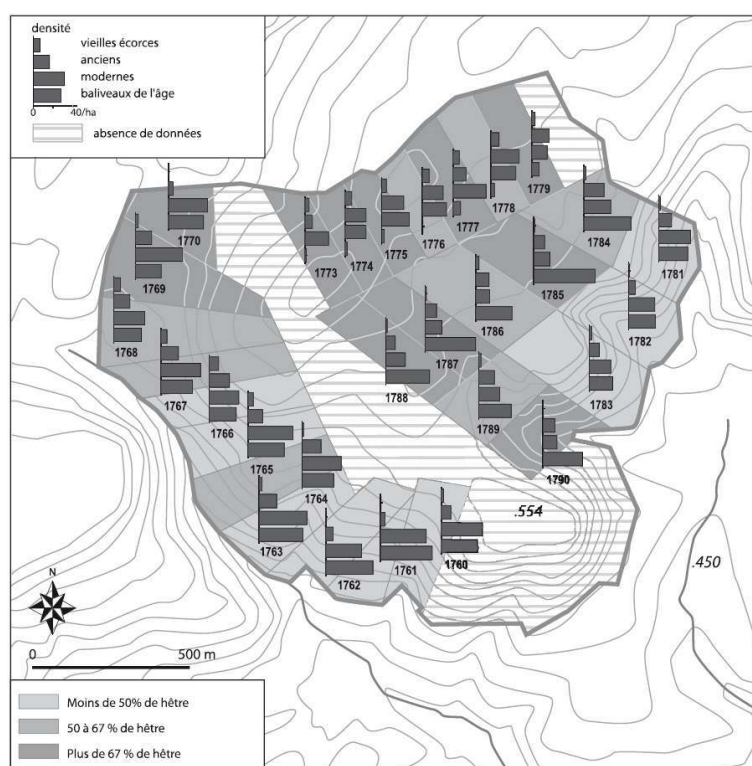 densité
vieilles écorces
anciens
modernes
baliveaux de l'âge
0 40/ha
absence de données
1779
1778
1777
1776
1775
1774
1773
1770
1769
1768
1767
1766
1765
1764
1763
1762
1761
1760
1784
1781
1785
1782
1786
1787
1783
1788
1789
1790
.554
.450
N
0 500 m
Moins de 50% de hêtre
50 à 67 % de hêtre
Plus de 67 % de hêtre